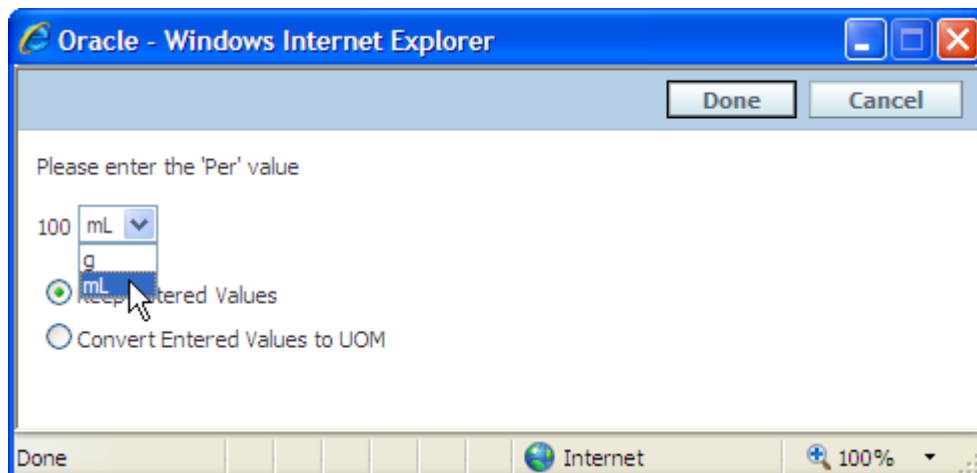 Oracle - Windows Internet Explorer
Done Cancel
Please enter the 'Per' value
100 mL
g
mL
Values
Convert Entered Values to UOM
Done Internet 100%